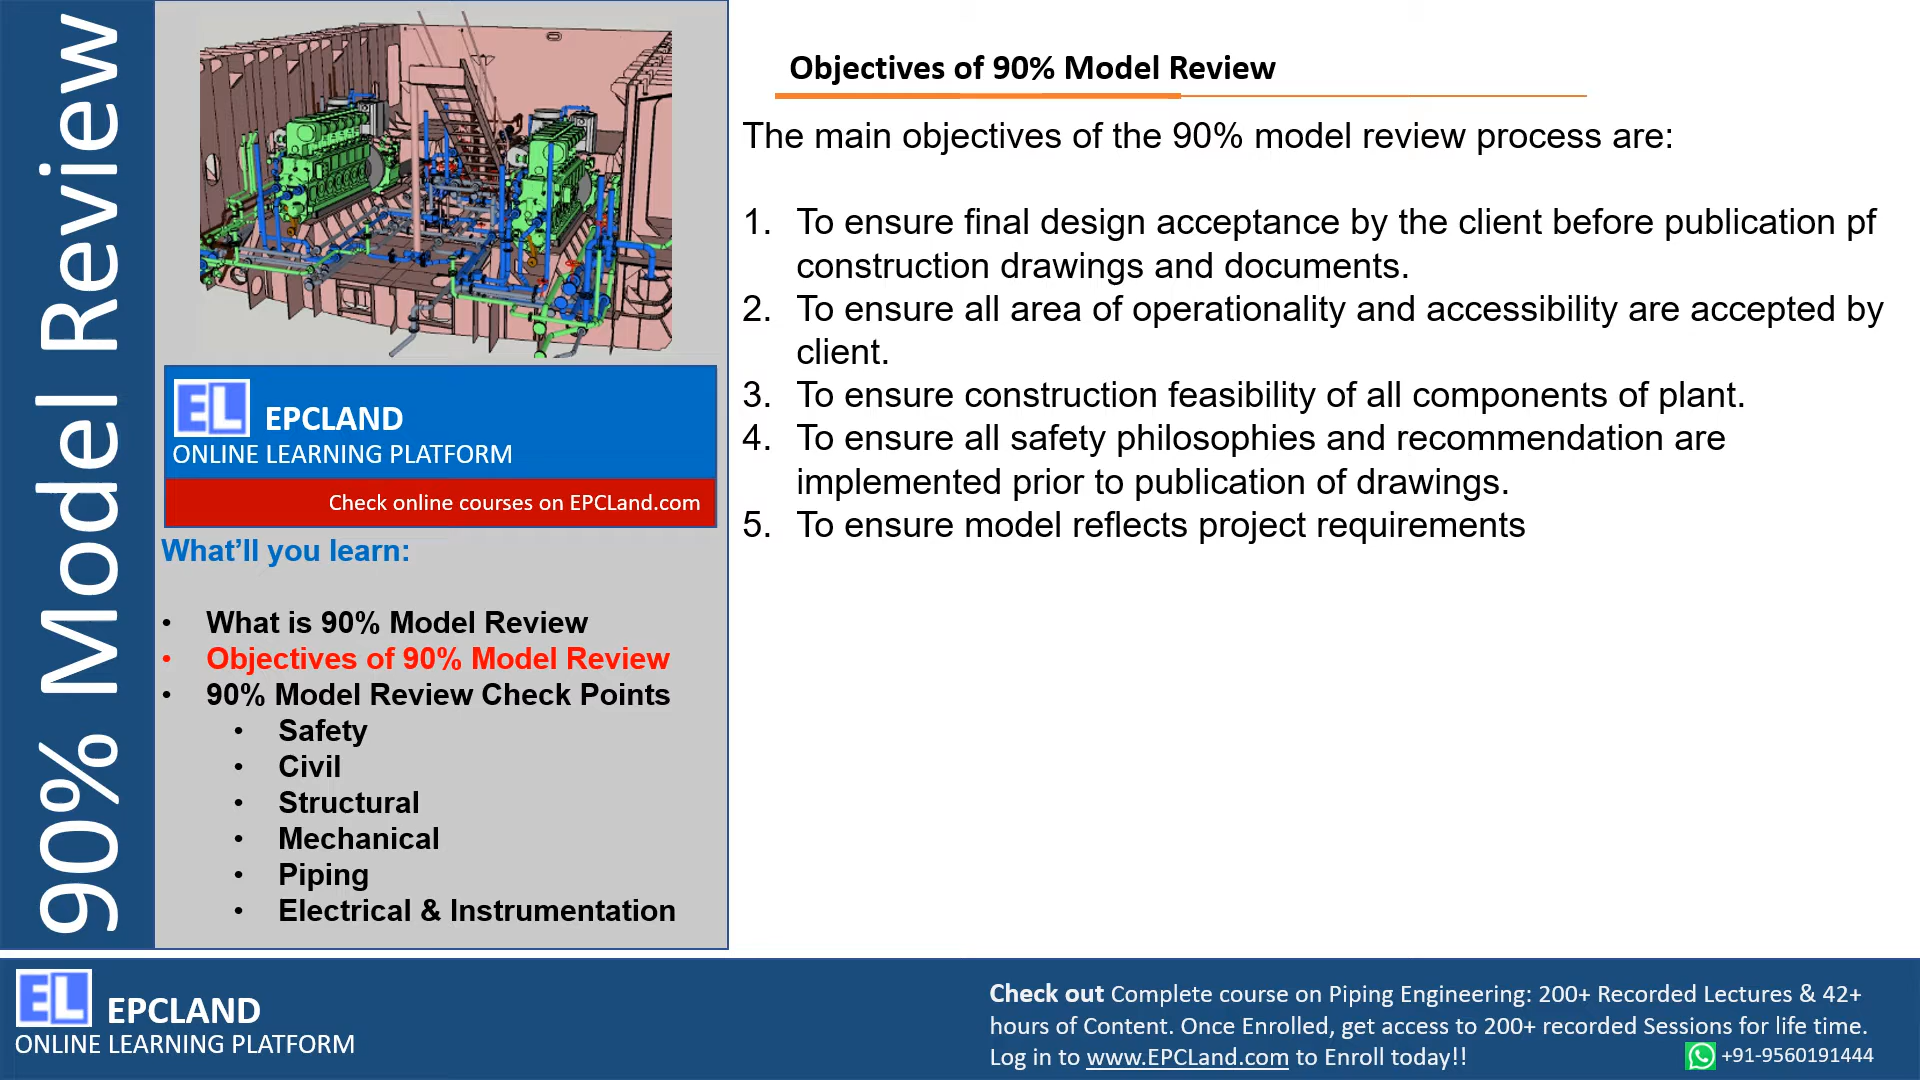 90% Model Review
EL EPCLAND
ONLINE LEARNING PLATFORM
Check online courses on EPCLand.com
What’ll you learn:
• What is 90% Model Review
• Objectives of 90% Model Review
• 90% Model Review Check Points
• Safety
• Civil
• Structural
• Mechanical
• Piping
• Electrical & Instrumentation
Objectives of 90% Model Review
The main objectives of the 90% model review process are:
1. To ensure final design acceptance by the client before publication pf
construction drawings and documents.
2. To ensure all area of operationality and accessibility are accepted by
client.
3. To ensure construction feasibility of all components of plant.
4. To ensure all safety philosophies and recommendation are
implemented prior to publication of drawings.
5. To ensure model reflects project requirements
EL EPCLAND
ONLINE LEARNING PLATFORM
Check out Complete course on Piping Engineering: 200+ Recorded Lectures & 42+
hours of Content. Once Enrolled, get access to 200+ recorded Sessions for life time.
Log in to www.EPCLand.com to Enroll today!!
+91-9560191444